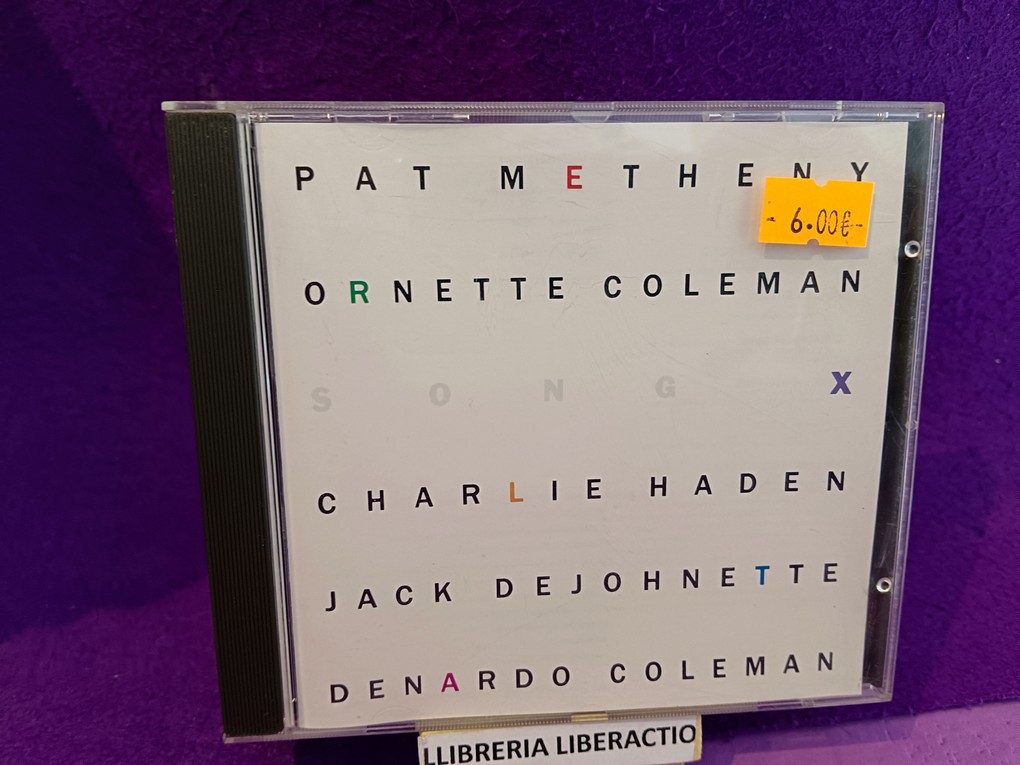 PAT METHENY
- 6.00€-
ORNETTE COLEMAN
SONG X
CHARLIE HADEN
JACK DEJOHNETTE
DENARDO COLEMAN
LLIBRERIA LIBERACTIO